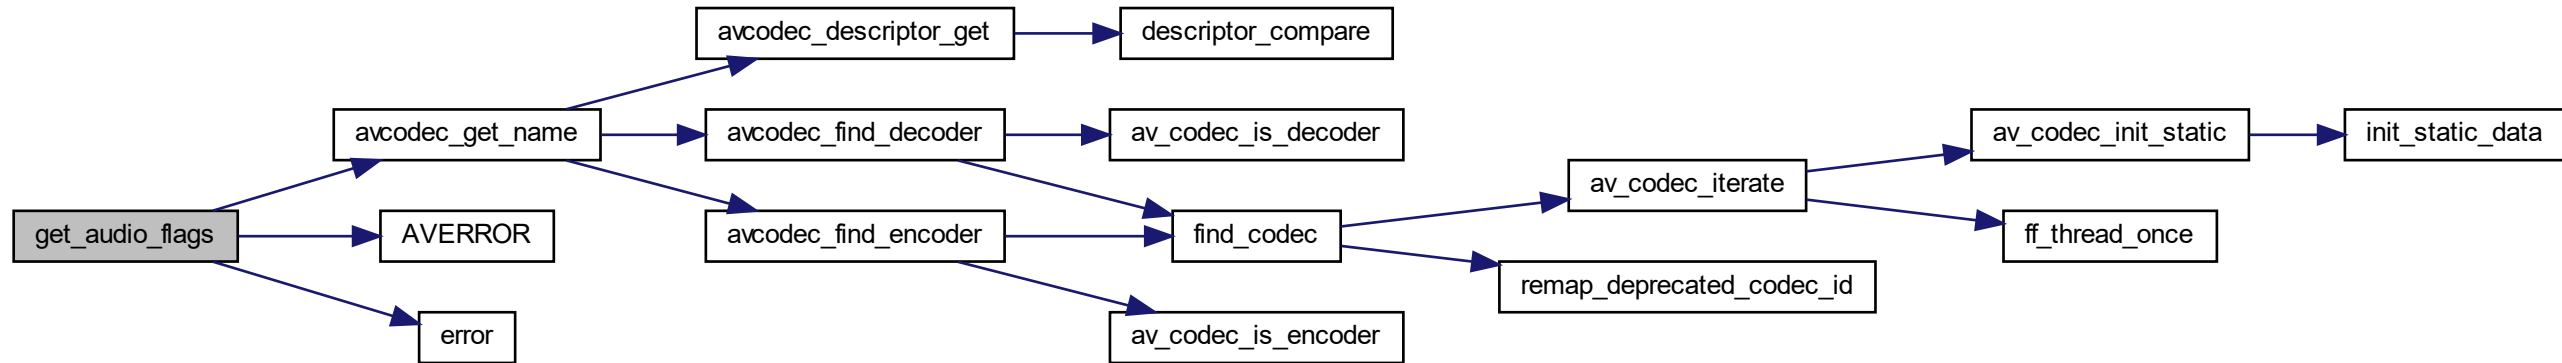 avcodec_descriptor_get
descriptor_compare
avcodec_get_name
avcodec_find_decoder
av_codec_is_decoder
av_codec_init_static
init_static_data
av_codec_iterate
get_audio_flags
AVERROR
avcodec_find_encoder
find_codec
ff_thread_once
remap_deprecated_codec_id
error
av_codec_is_encoder